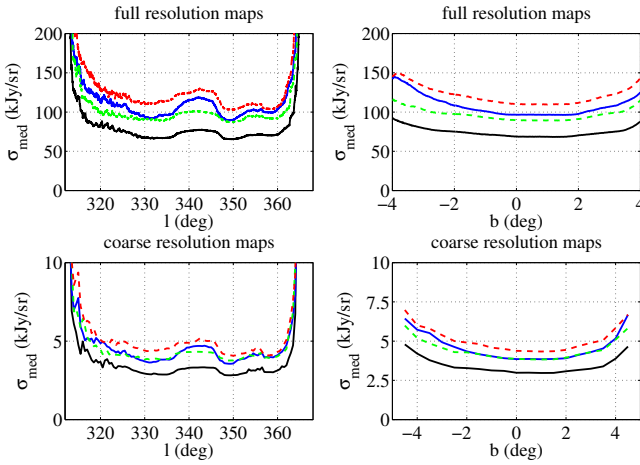 full resolution maps
200
150
100
50
0
σmed (kJy/sr)
320 330 340 350 360
l (deg)
full resolution maps
200
150
100
50
0
σmed (kJy/sr)
−4 −2 0 2 4
b (deg)
coarse resolution maps
10
5
0
σmed (kJy/sr)
320 330 340 350 360
l (deg)
coarse resolution maps
10
7.5
5
2.5
0
σmed (kJy/sr)
−4 −2 0 2 4
b (deg)